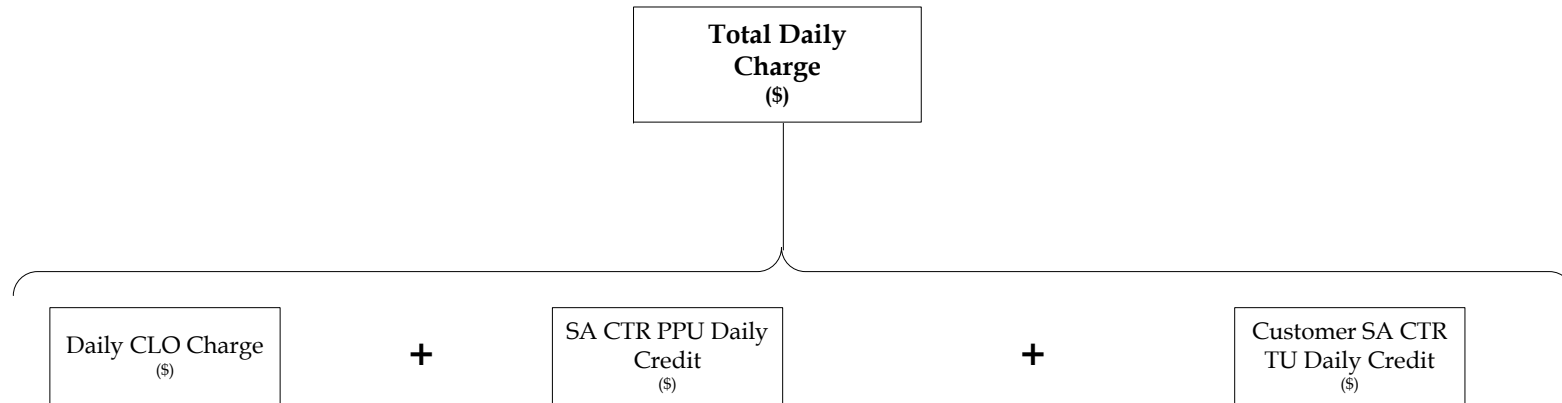 Total Daily
Charge
($)
Daily CLO Charge
($)
+
SA CTR PPU Daily
Credit
($)
+
Customer SA CTR
TU Daily Credit
($)